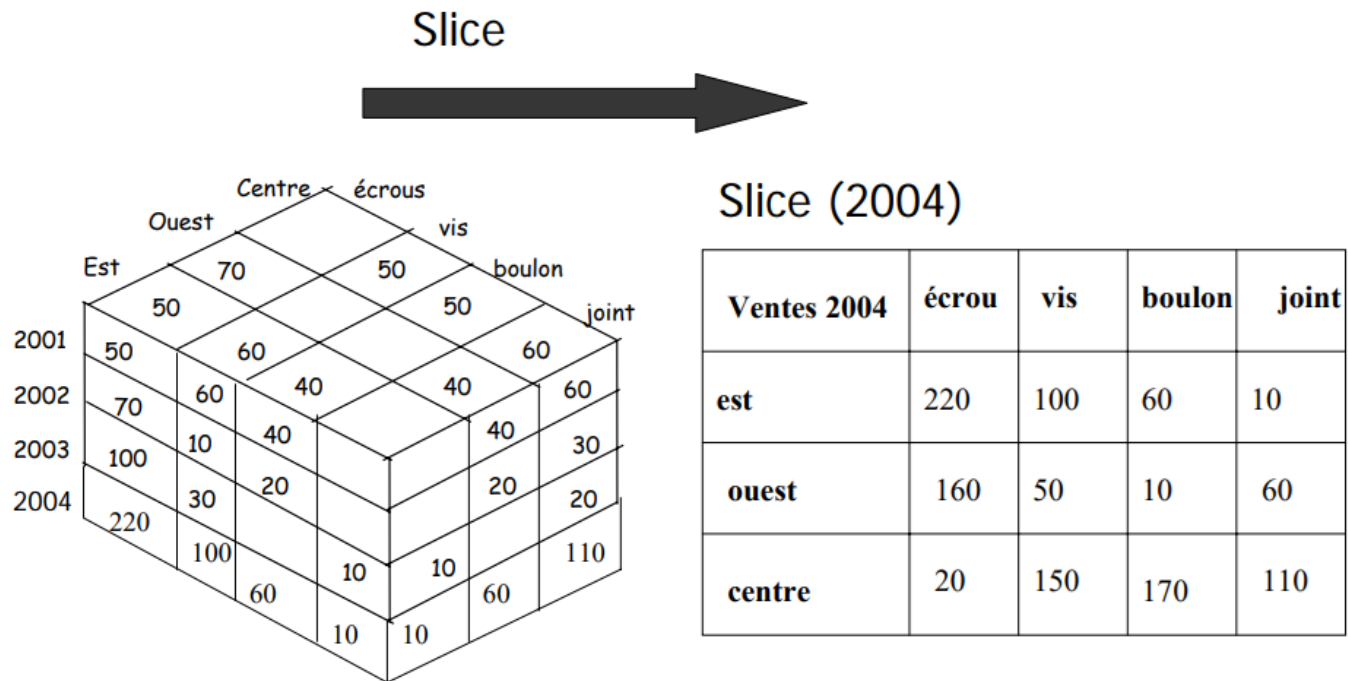 Slice
Centre écrous
Ouest vis
Est 70 50 boulon
50 50 joint
2001 50 60 60
2002 70 60 40 40 60
2003 100 10 40 40 30
2004 220 30 20 20 20
100 10 10 110
60 60
10 10
Slice (2004)
Ventes 2004 écrou vis boulon joint
est 220 100 60 10
ouest 160 50 10 60
centre 20 150 170 110